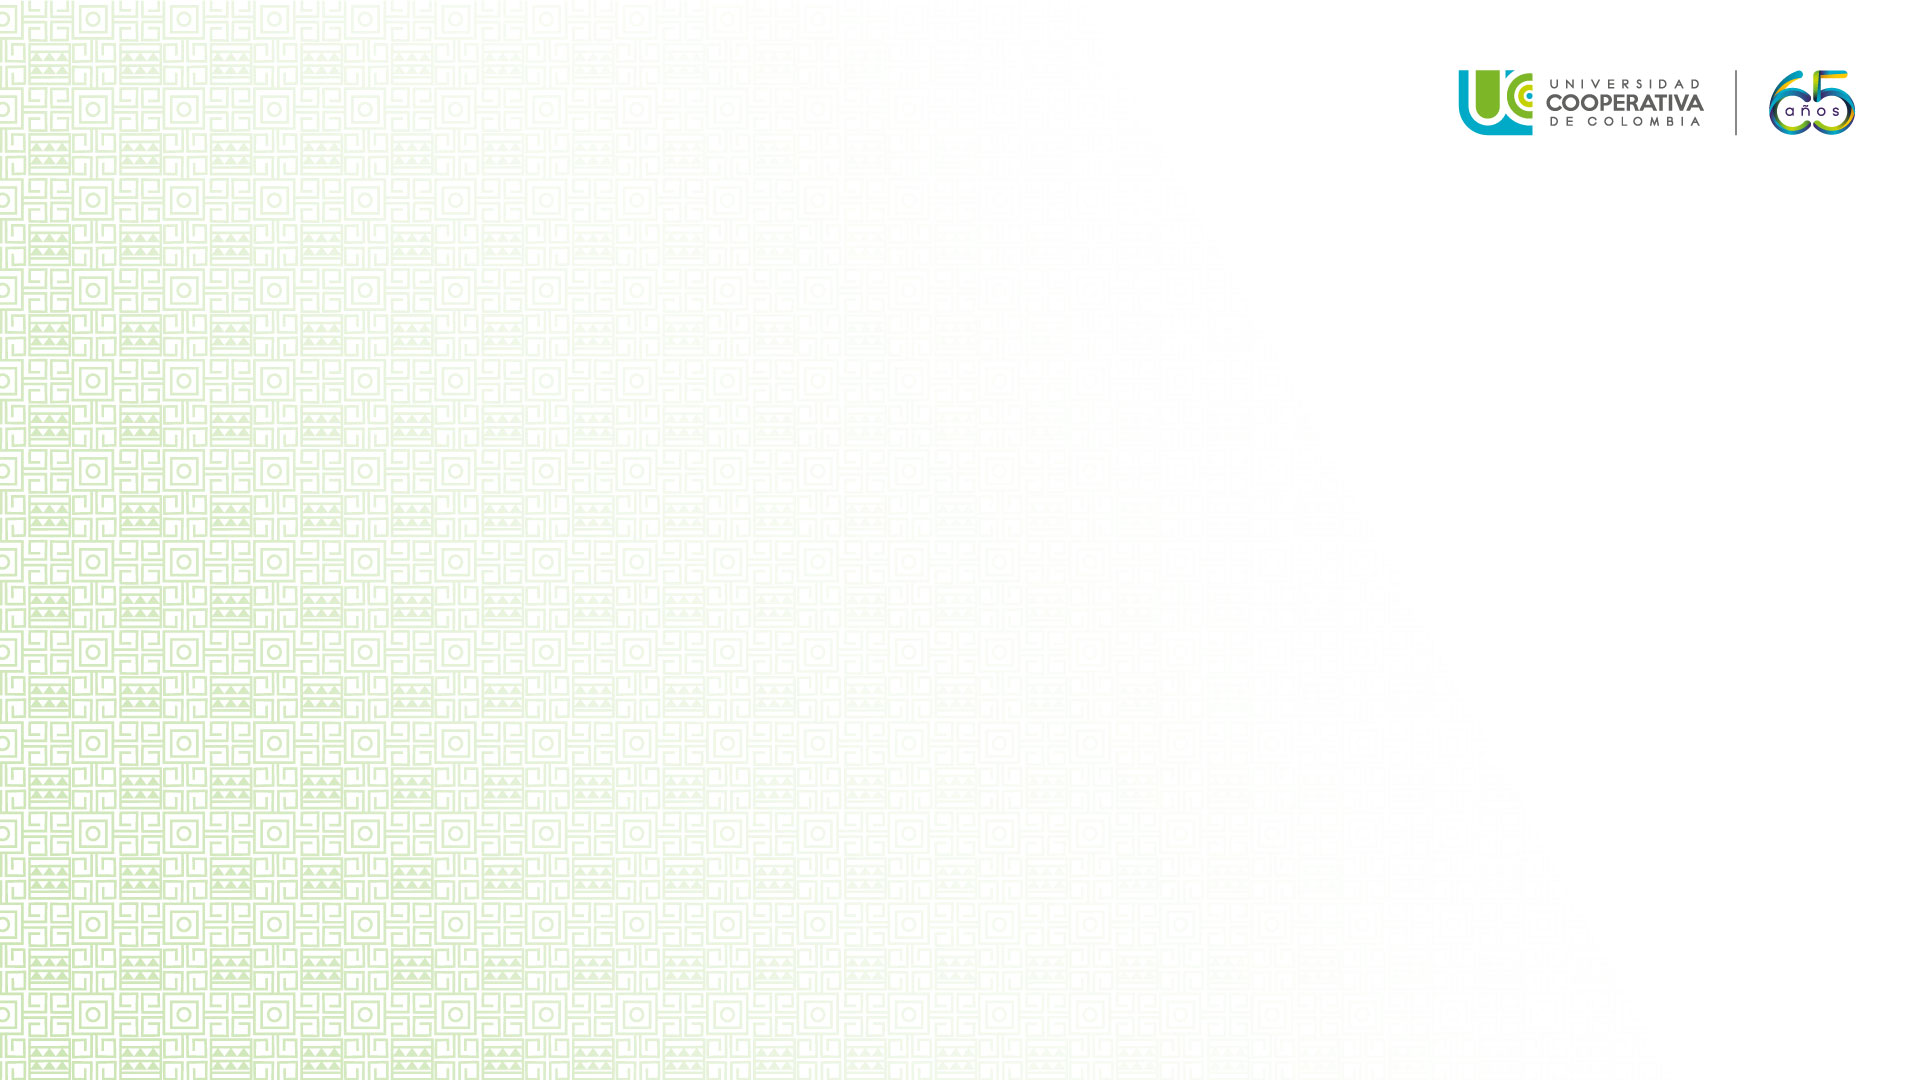 UNIVERSIDAD
COOPERATIVA
DE COLOMBIA
65
años